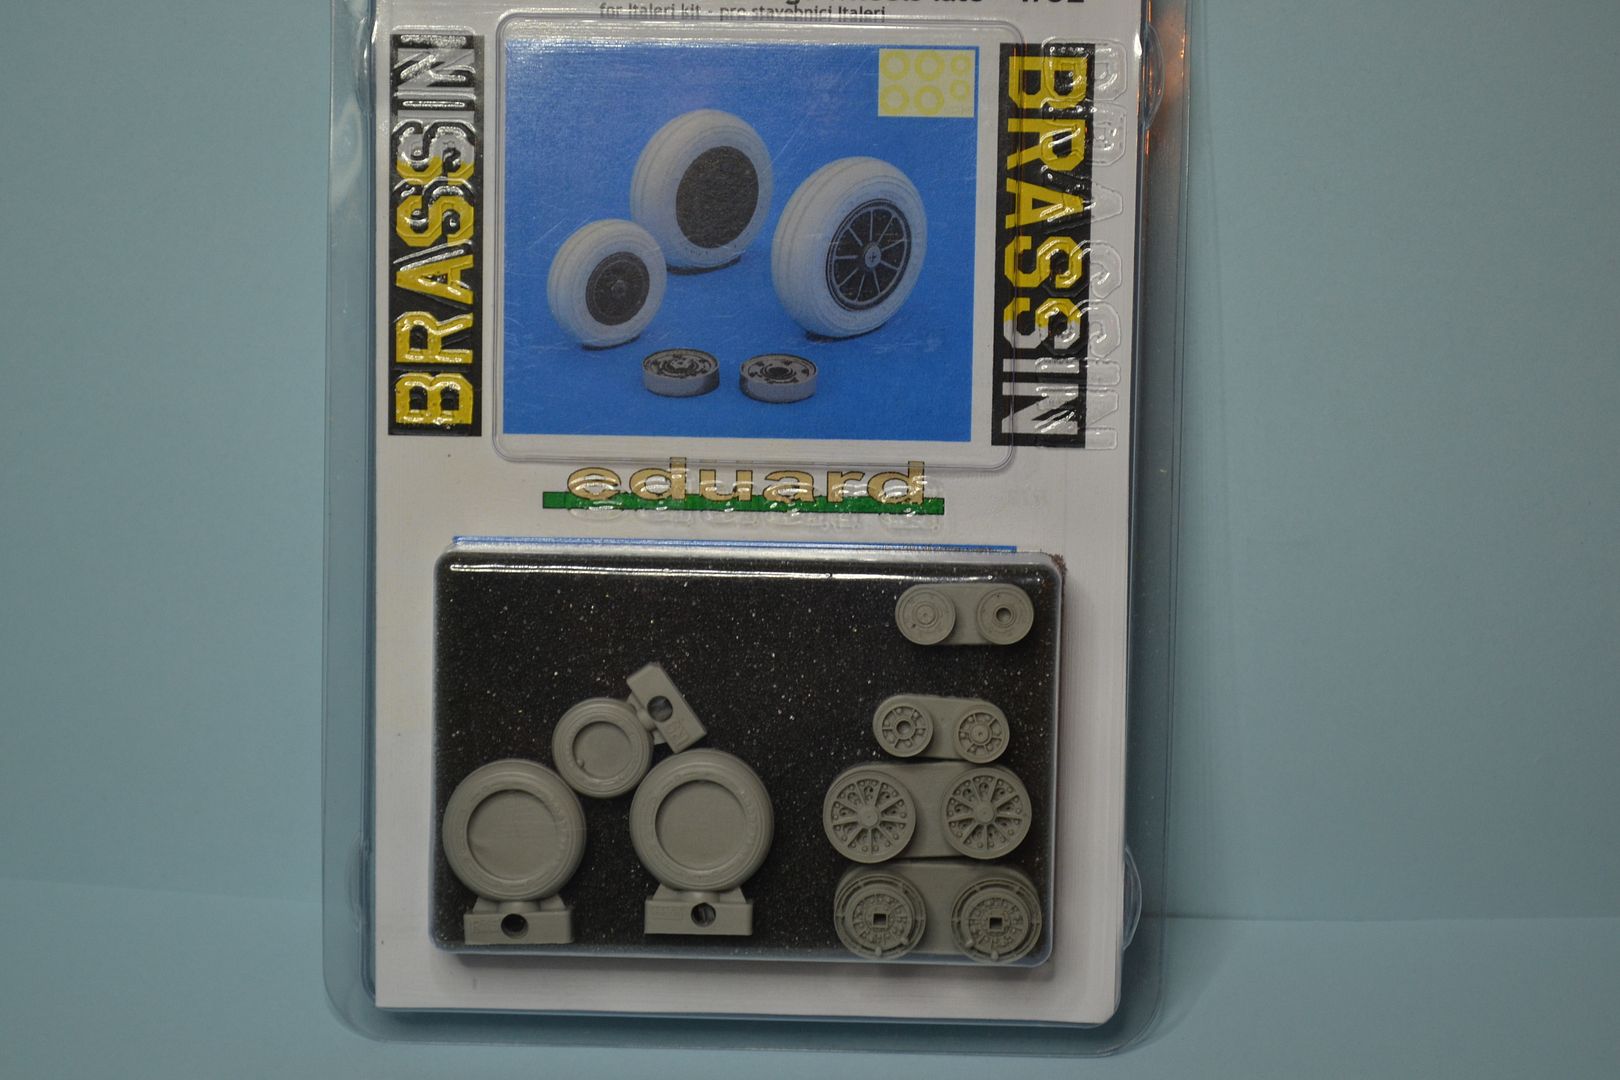 for Italeri kit - pro stavebnici Italeri
BRASSIN
BRASSIN
eduard